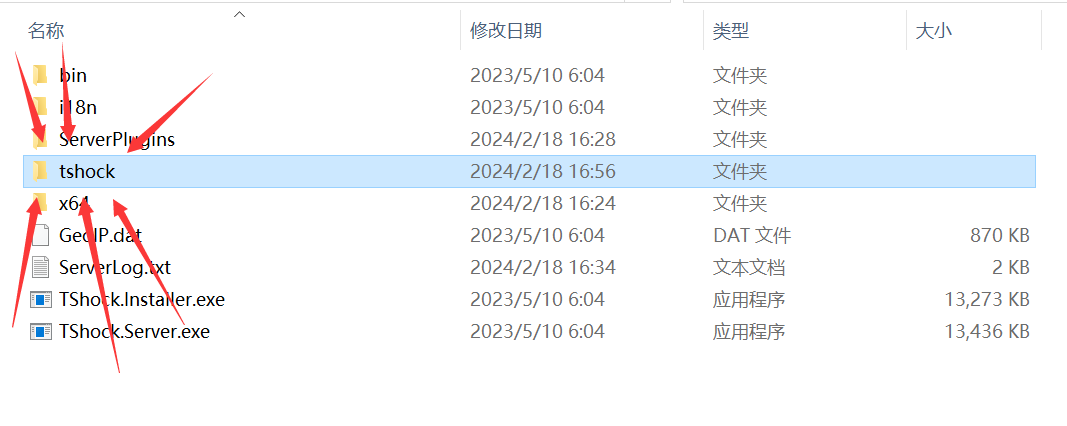 名称 修改日期 类型 大小
bin 2023/5/10 6:04 文件夹
i18n 2023/5/10 6:04 文件夹
ServerPlugins 2024/2/18 16:28 文件夹
tshock 2024/2/18 16:56 文件夹
x64 2024/2/18 16:24 文件夹
GeoIP.dat 2023/5/10 6:04 DAT 文件 870 KB
ServerLog.txt 2024/2/18 16:34 文本文档 2 KB
TShock.Installer.exe 2023/5/10 6:04 应用程序 13,273 KB
TShock.Server.exe 2023/5/10 6:04 应用程序 13,436 KB